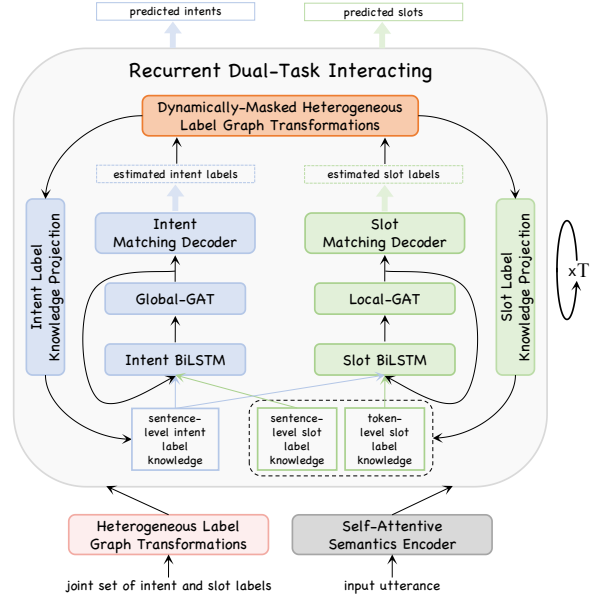 predicted intents
predicted slots
Recurrent Dual-Task Interacting
Dynamically-Masked Heterogeneous
Label Graph Transformations
estimated intent labels
estimated slot labels
Intent Label
Knowledge Projection
Intent
Matching Decoder
Slot
Matching Decoder
Slot Label
Knowledge Projection
×T
Global-GAT
Local-GAT
Intent BiLSTM
Slot BiLSTM
sentence-
level intent
label
knowledge
sentence-
level slot
label
knowledge
token-
level slot
label
knowledge
Heterogeneous Label
Graph Transformations
Self-Attentive
Semantics Encoder
joint set of intent and slot labels
input utterance